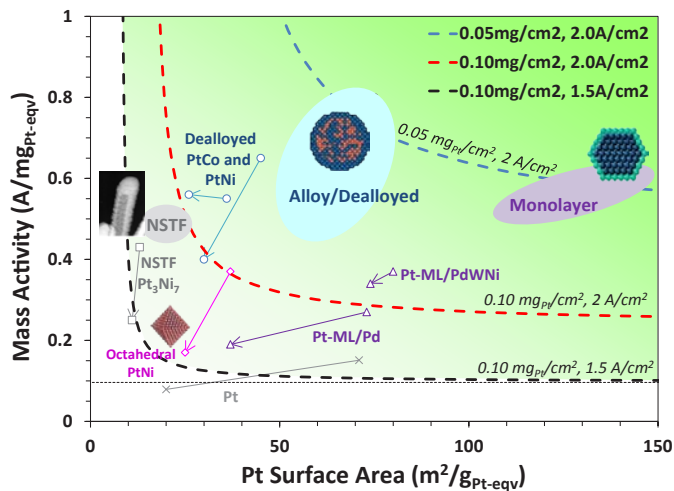 0.05mg/cm2, 2.0A/cm2
0.10mg/cm2, 2.0A/cm2
0.10mg/cm2, 1.5A/cm2
Mass Activity (A/mgPt-eqv)
1
0.8
0.6
0.4
0.2
0
Dealloyed
PtCo and
PtNi
Alloy/Dealloyed
0.05 mgPt/cm², 2 A/cm²
Monolayer
NSTF
NSTF
Pt3Ni7
Octahedral
PtNi
Pt-ML/PdWNi
Pt-ML/Pd
0.10 mgPt/cm², 2 A/cm²
0.10 mgPt/cm², 1.5 A/cm²
Pt
0 50 100 150
Pt Surface Area (m²/gPt-eqv)